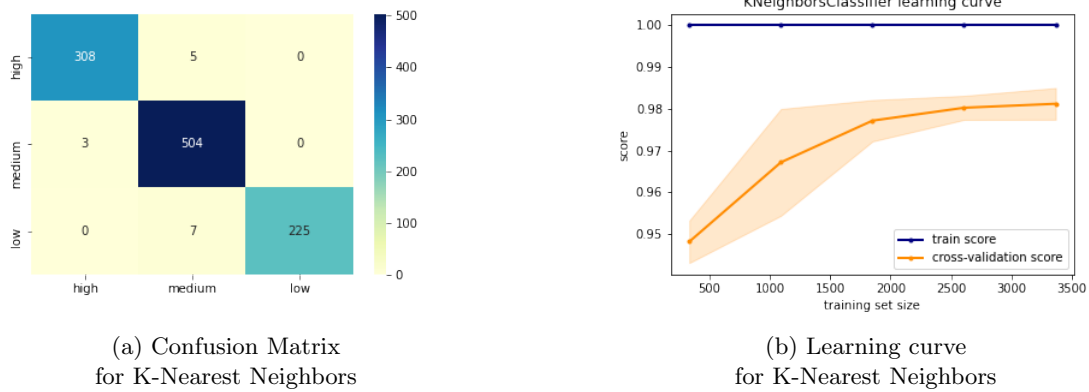 high
medium
low
308 5 0
3 504 0
0 7 225
high medium low
500
400
300
200
100
0
(a) Confusion Matrix
for K-Nearest Neighbors
KNeighborsClassifier learning curve
score
1.00
0.99
0.98
0.97
0.96
0.95
train score
cross-validation score
500 1000 1500 2000 2500 3000 3500
training set size
(b) Learning curve
for K-Nearest Neighbors